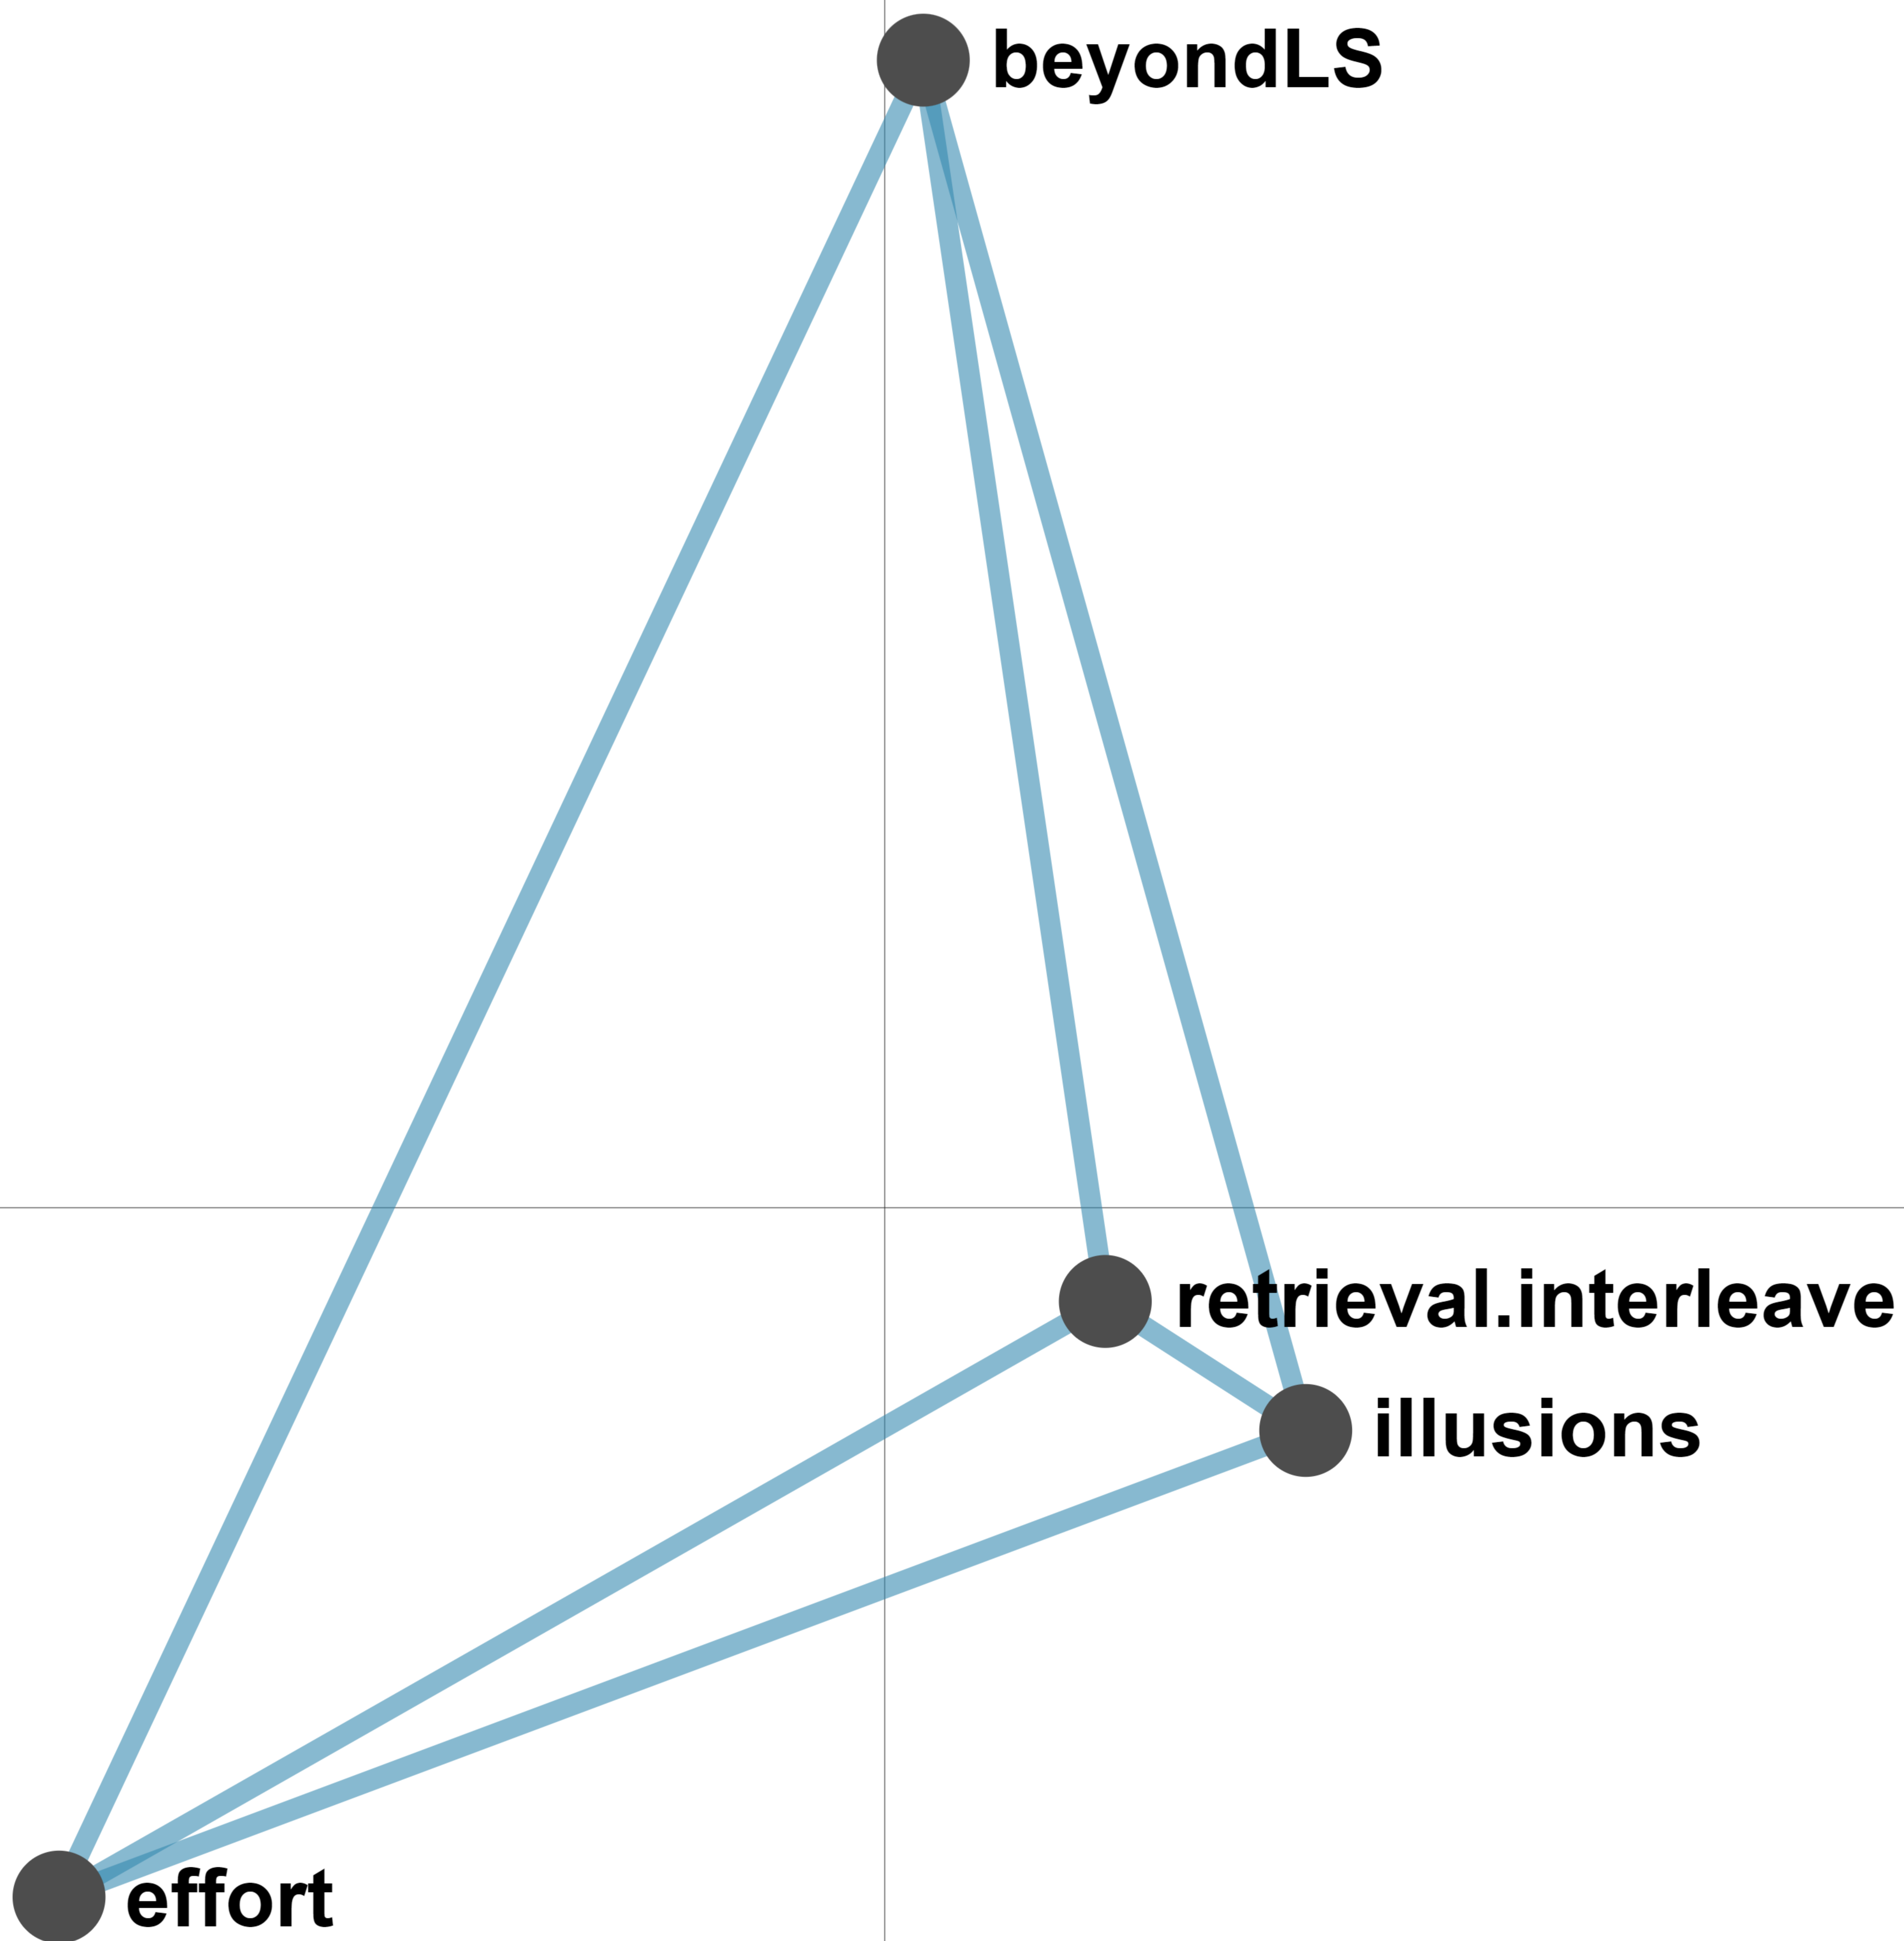 beyondLS
retrieval.interleave
illusions
effort